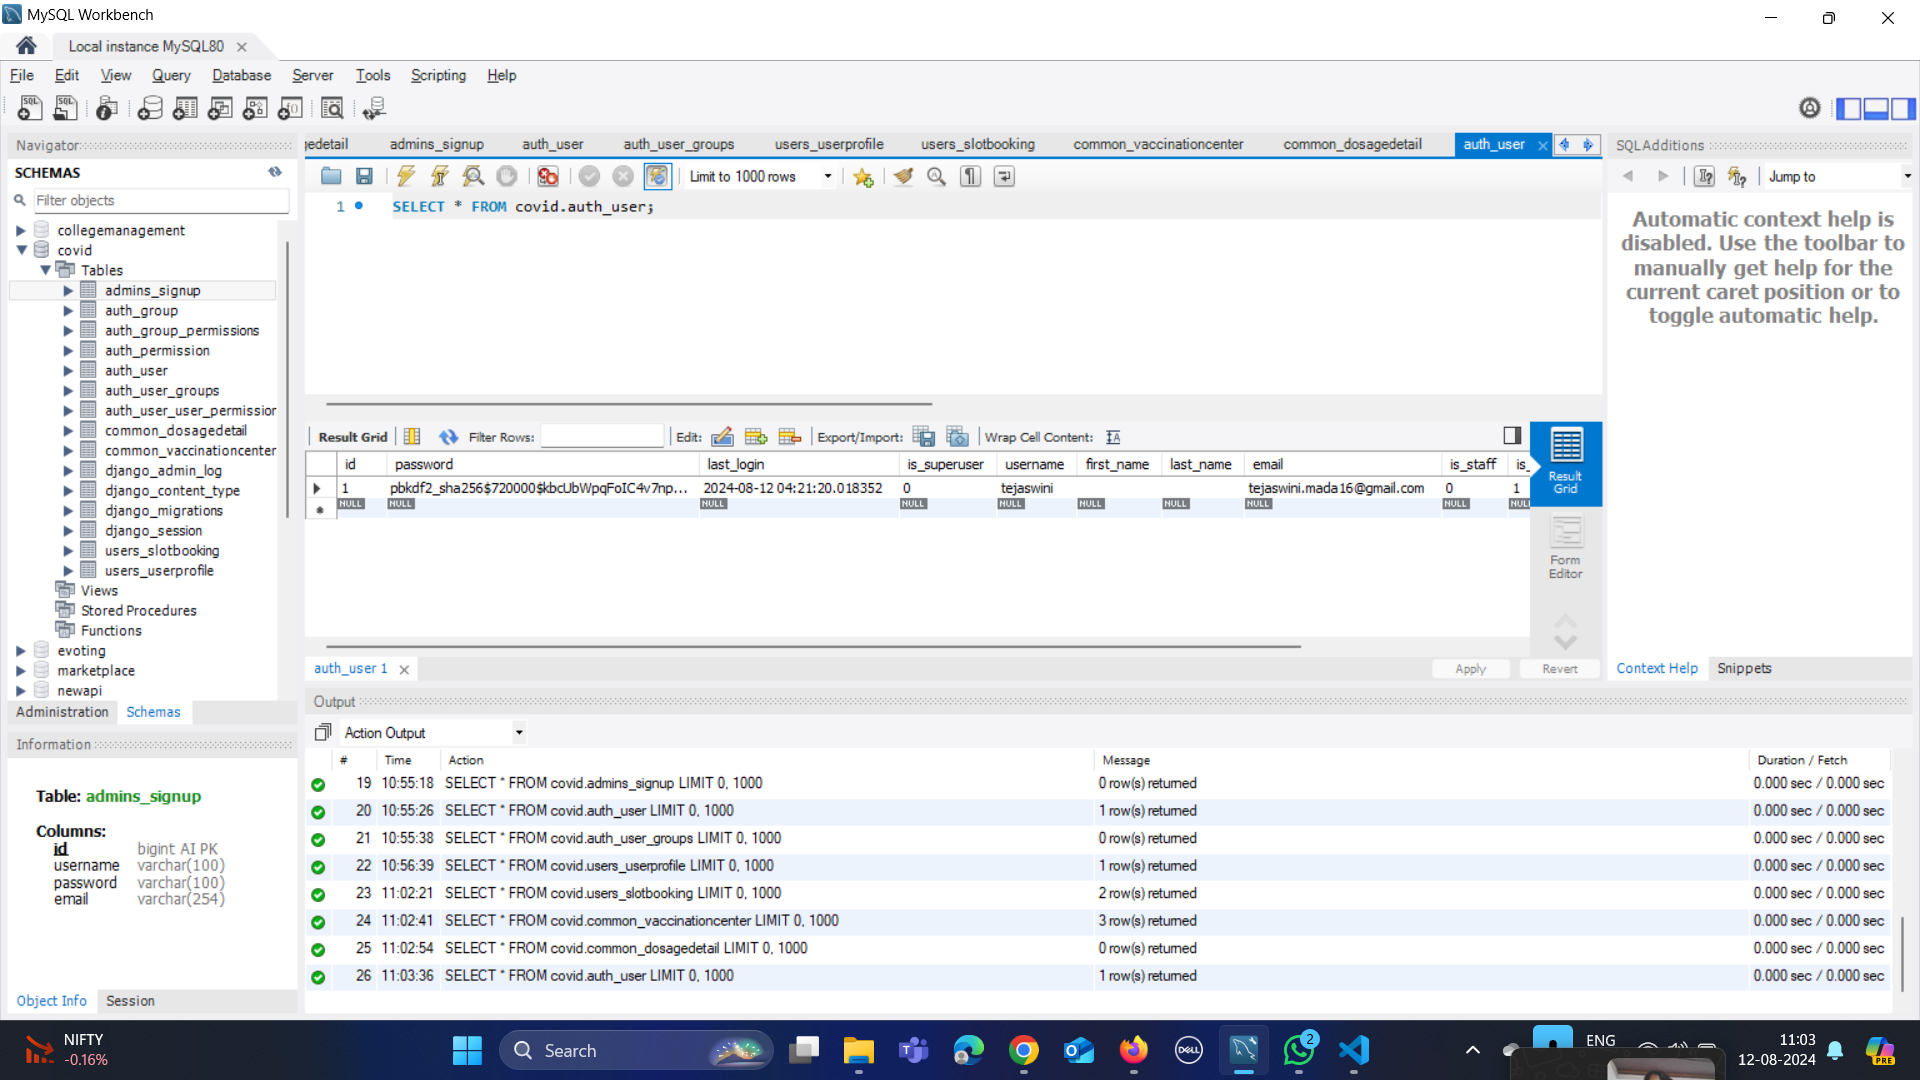 MySQL Workbench
Local instance MySQL80
File Edit View Query Database Server Tools Scripting Help
Navigator
SCHEMAS
Filter objects
collegemanagement
covid
Tables
admins_signup
auth_group
auth_group_permissions
auth_permission
auth_user
auth_user_groups
auth_user_user_permission
common_dosagedetail
common_vaccinationcenter
django_admin_log
django_content_type
django_migrations
django_session
users_slotbooking
users_userprofile
Views
Stored Procedures
Functions
evoting
marketplace
newapi
Administration Schemas
Information
Table: admins_signup
Columns:
id bigint AI PK
username varchar(100)
password varchar(100)
email varchar(254)
Object Info Session
edetail admins_signup auth_user auth_user_groups users_userprofile users_slotbooking common_vaccinationcenter common_dosagedetail auth_user
Limit to 1000 rows
1 SELECT * FROM covid.auth_user;
Result Grid Filter Rows: Edit: Export/Import: Wrap Cell Content:
id password last_login is_superuser username first_name last_name email is_staff is_
1 pbkdf2_sha256$720000$kbcUbWpqFoIC4v7np... 2024-08-12 04:21:20.018352 0 tejaswini tejaswini.mada16@gmail.com 0 1
NULL NULL NULL NULL NULL NULL NULL NULL NULL NULL
Result Grid
Form Editor
auth_user 1
Apply Revert
SQLAdditions
Jump to
Automatic context help is
disabled. Use the toolbar to
manually get help for the
current caret position or to
toggle automatic help.
Context Help Snippets
Output
Action Output
# Time Action Message Duration / Fetch
19 10:55:18 SELECT * FROM covid.admins_signup LIMIT 0, 1000 0 row(s) returned 0.000 sec / 0.000 sec
20 10:55:26 SELECT * FROM covid.auth_user LIMIT 0, 1000 1 row(s) returned 0.000 sec / 0.000 sec
21 10:55:38 SELECT * FROM covid.auth_user_groups LIMIT 0, 1000 0 row(s) returned 0.000 sec / 0.000 sec
22 10:56:39 SELECT * FROM covid.users_userprofile LIMIT 0, 1000 1 row(s) returned 0.000 sec / 0.000 sec
23 11:02:21 SELECT * FROM covid.users_slotbooking LIMIT 0, 1000 2 row(s) returned 0.000 sec / 0.000 sec
24 11:02:41 SELECT * FROM covid.common_vaccinationcenter LIMIT 0, 1000 3 row(s) returned 0.000 sec / 0.000 sec
25 11:02:54 SELECT * FROM covid.common_dosagedetail LIMIT 0, 1000 0 row(s) returned 0.000 sec / 0.000 sec
26 11:03:36 SELECT * FROM covid.auth_user LIMIT 0, 1000 1 row(s) returned 0.000 sec / 0.000 sec
NIFTY
-0.16%
Search
DELL
2
ENG
11:03
12-08-2024
PRE